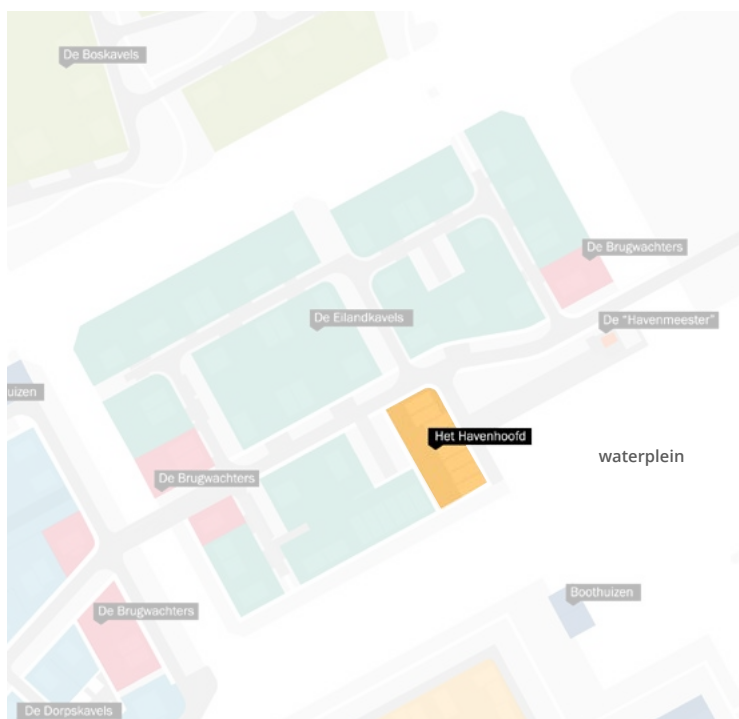 De Boskavels
De Brugwachters
De Eilandkavels
De "Havenmeester"
uizen
Het Havenhoofd
waterplein
De Brugwachters
Boothuizen
De Brugwachters
De Dorpskavels